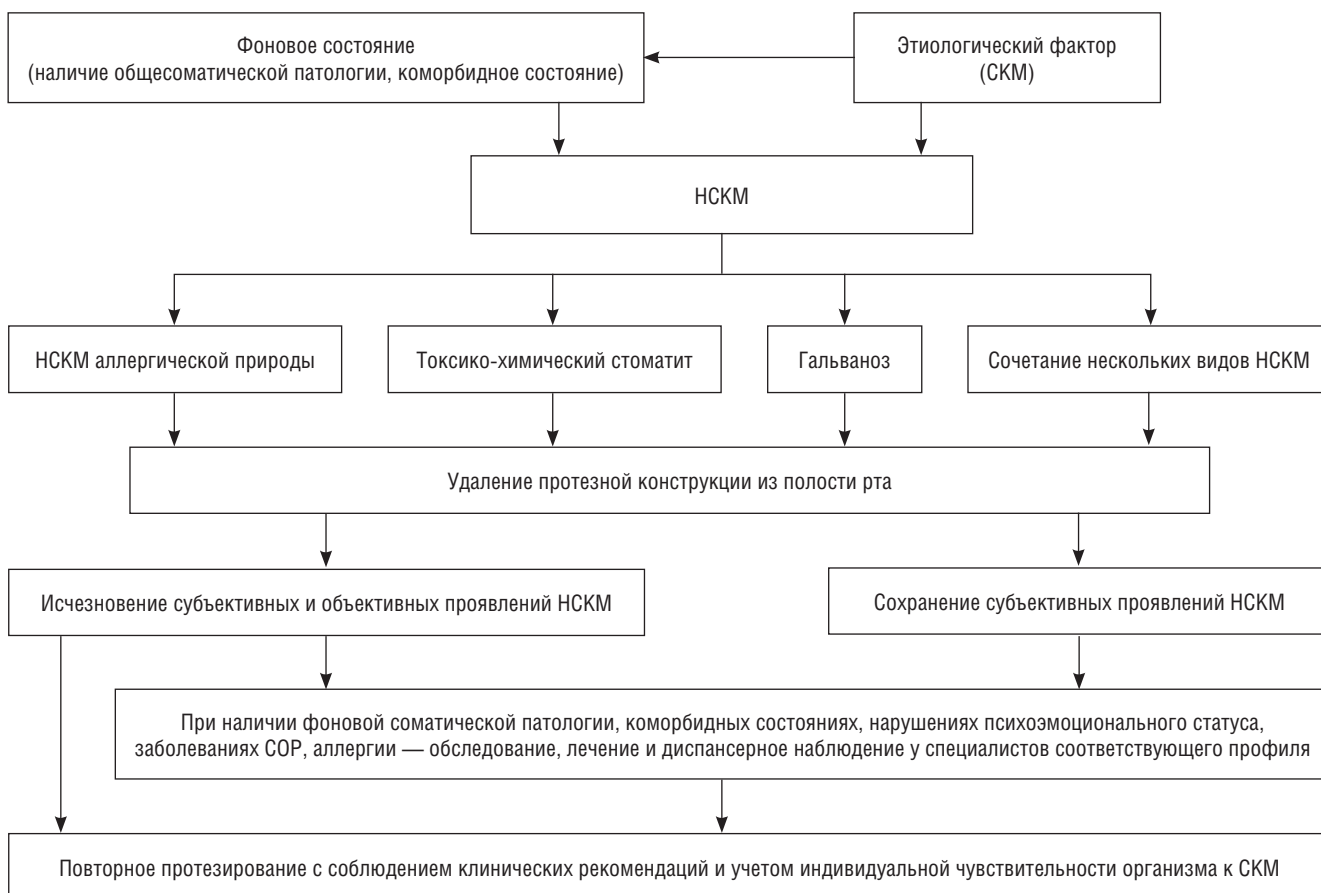 Фоновое состояние
(наличие общесоматической патологии, коморбидное состояние)
Этиологический фактор
(СКМ)
НСКМ
НСКМ аллергической природы
Токсико-химический стоматит
Гальваноз
Сочетание нескольких видов НСКМ
Удаление протезной конструкции из полости рта
Исчезновение субъективных и объективных проявлений НСКМ
Сохранение субъективных проявлений НСКМ
При наличии фоновой соматической патологии, коморбидных состояниях, нарушениях психоэмоционального статуса,
заболеваниях СОР, аллергии — обследование, лечение и диспансерное наблюдение у специалистов соответствующего профиля
Повторное протезирование с соблюдением клинических рекомендаций и учетом индивидуальной чувствительности организма к СКМ